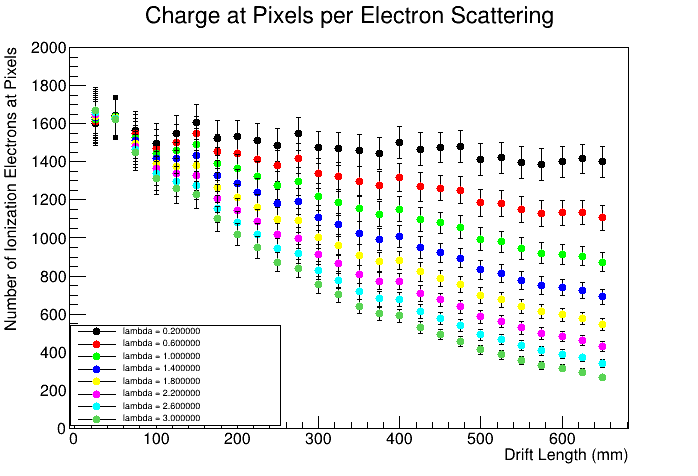 Charge at Pixels per Electron Scattering
Number of Ionization Electrons at Pixels
2000
1800
1600
1400
1200
1000
800
600
400
200
0
lambda = 0.200000
lambda = 0.600000
lambda = 1.000000
lambda = 1.400000
lambda = 1.800000
lambda = 2.200000
lambda = 2.600000
lambda = 3.000000
0 100 200 300 400 500 600
Drift Length (mm)